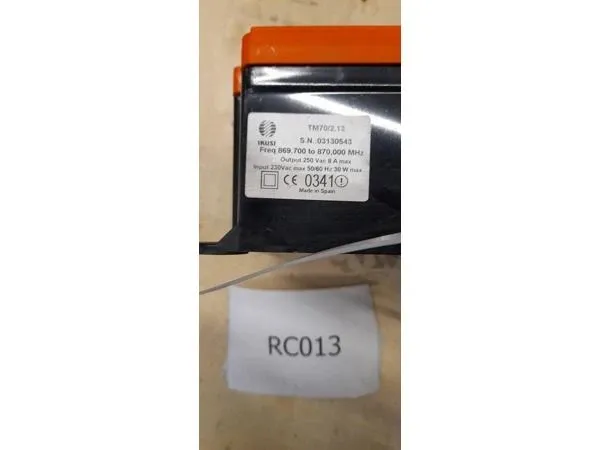 TM70/2.13
IKUSI
S.N.:03130543
Freq 869,700 to 870,000 MHz
Output 250 Vac 8 A max
Input 230Vac max 50/60 Hz 30 W max
CE 0341
Made in Spain
RC013